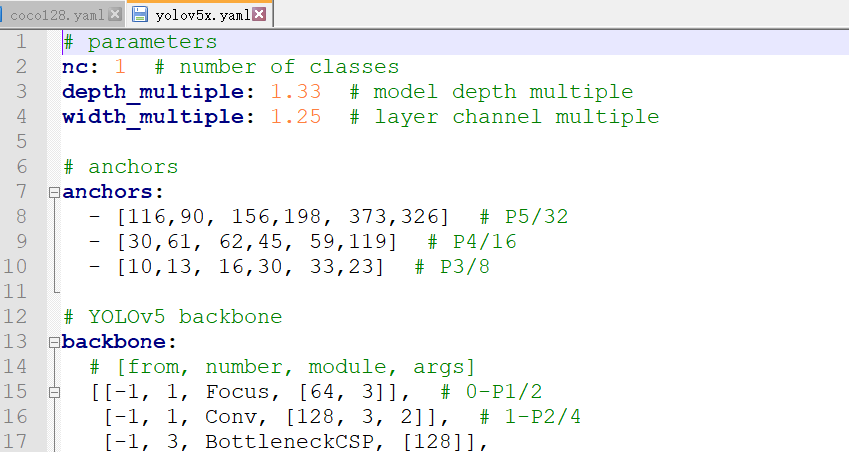 coco128.yaml yolov5x.yaml
1 # parameters
2 nc: 1  # number of classes
3 depth_multiple: 1.33  # model depth multiple
4 width_multiple: 1.25  # layer channel multiple
5
6 # anchors
7 anchors:
8   - [116,90, 156,198, 373,326]  # P5/32
9   - [30,61, 62,45, 59,119]  # P4/16
10   - [10,13, 16,30, 33,23]  # P3/8
11
12 # YOLOv5 backbone
13 backbone:
14   # [from, number, module, args]
15   [[-1, 1, Focus, [64, 3]],  # 0-P1/2
16    [-1, 1, Conv, [128, 3, 2]],  # 1-P2/4
17    [-1, 3, BottleneckCSP, [128]],